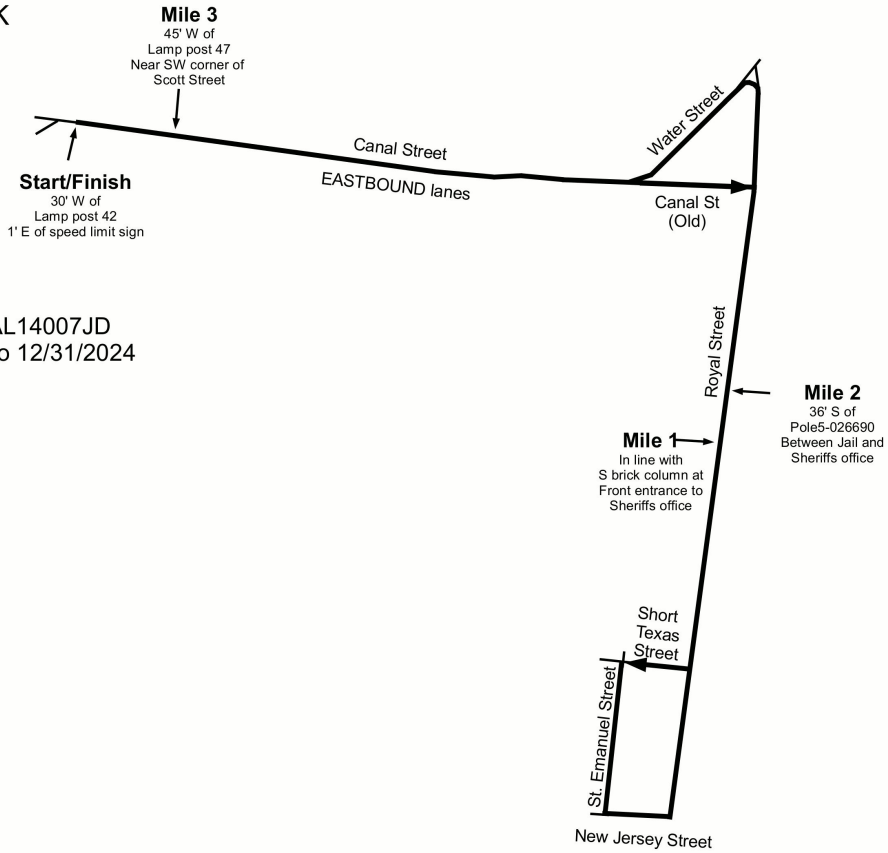 K
Mile 3
45' W of
Lamp post 47
Near SW corner of
Scott Street
Water Street
Canal Street
EASTBOUND lanes
Start/Finish
30' W of
Lamp post 42
1' E of speed limit sign
Canal St
(Old)
AL14007JD
o 12/31/2024
Royal Street
Mile 2
36' S of
Pole5-026690
Between Jail and
Sheriffs office
Mile 1
In line with
S brick column at
Front entrance to
Sheriffs office
Short
Texas
Street
St. Emanuel Street
New Jersey Street